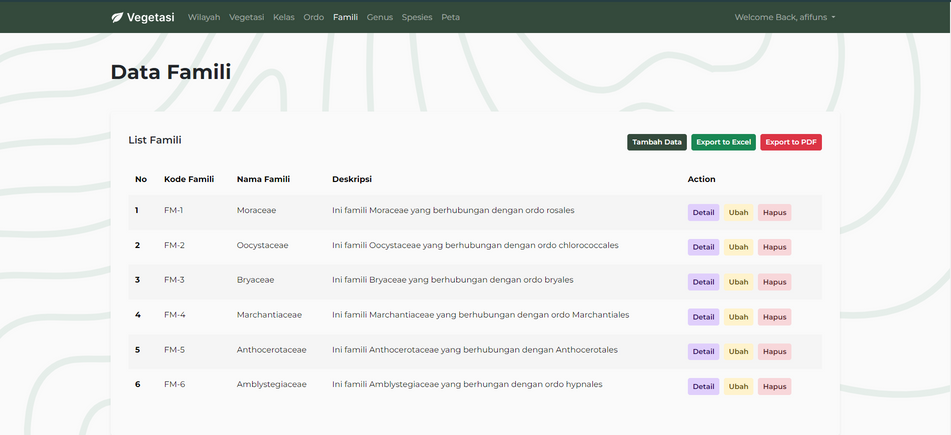 Vegetasi Wilayah Vegetasi Kelas Ordo Famili Genus Spesies Peta Welcome Back, afifuns
Data Famili
List Famili Tambah Data Export to Excel Export to PDF
No Kode Famili Nama Famili Deskripsi Action
1 FM-1 Moraceae Ini famili Moraceae yang berhubungan dengan ordo rosales Detail Ubah Hapus
2 FM-2 Oocystaceae Ini famili Oocystaceae yang berhubungan dengan ordo chlorococcales Detail Ubah Hapus
3 FM-3 Bryaceae Ini famili Bryaceae yang berhubungan dengan ordo bryales Detail Ubah Hapus
4 FM-4 Marchantiaceae Ini famili Marchantiaceae yang berhubungan dengan ordo Marchantiales Detail Ubah Hapus
5 FM-5 Anthocerotaceae Ini famili Anthocerotaceae yang berhubungan dengan Anthocerotales Detail Ubah Hapus
6 FM-6 Amblystegiaceae Ini famili Amblystegiaceae yang berhungan dengan ordo hypnales Detail Ubah Hapus